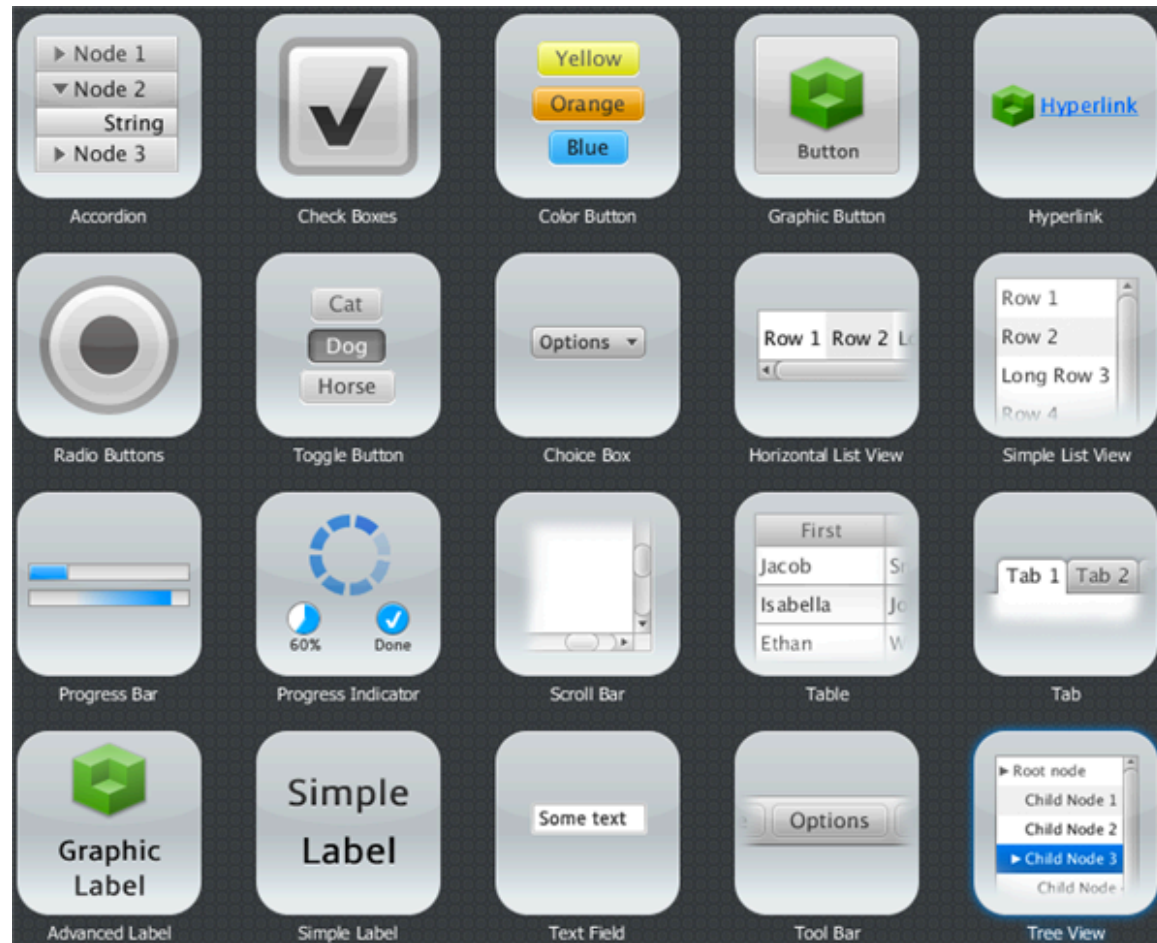 Node 1
Node 2
String
Node 3
Accordion
Check Boxes
Yellow
Orange
Blue
Color Button
Button
Graphic Button
Hyperlink
Hyperlink
Radio Buttons
Cat
Dog
Horse
Toggle Button
Options
Choice Box
Row 1 Row 2
Horizontal List View
Row 1
Row 2
Long Row 3
Row 4
Simple List View
Progress Bar
60% Done
Progress Indicator
Scroll Bar
First
Jacob
Isabella
Ethan
Table
Tab 1 Tab 2
Tab
Graphic
Label
Advanced Label
Simple
Label
Simple Label
Some text
Text Field
Options
Tool Bar
Root node
Child Node 1
Child Node 2
Child Node 3
Child Node
Tree View